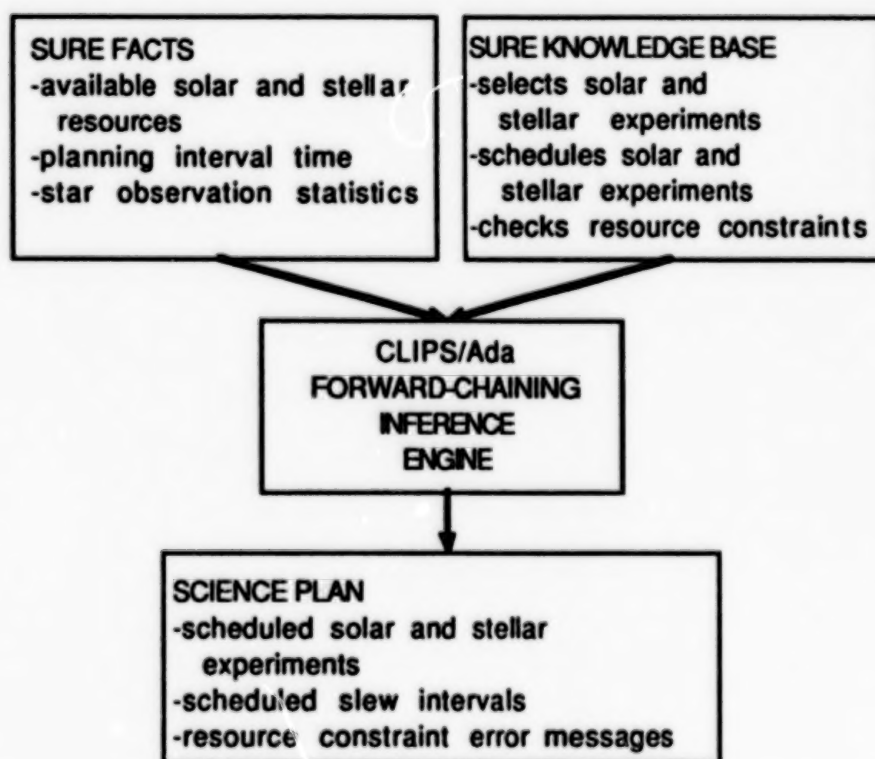 SURE FACTS
-available solar and stellar
resources
-planning interval time
-star observation statistics
SURE KNOWLEDGE BASE
-selects solar and
stellar experiments
-schedules solar and
stellar experiments
-checks resource constraints
CLIPS/Ada
FORWARD-CHAINING
INFERENCE
ENGINE
SCIENCE PLAN
-scheduled solar and stellar
experiments
-scheduled slew intervals
-resource constraint error messages